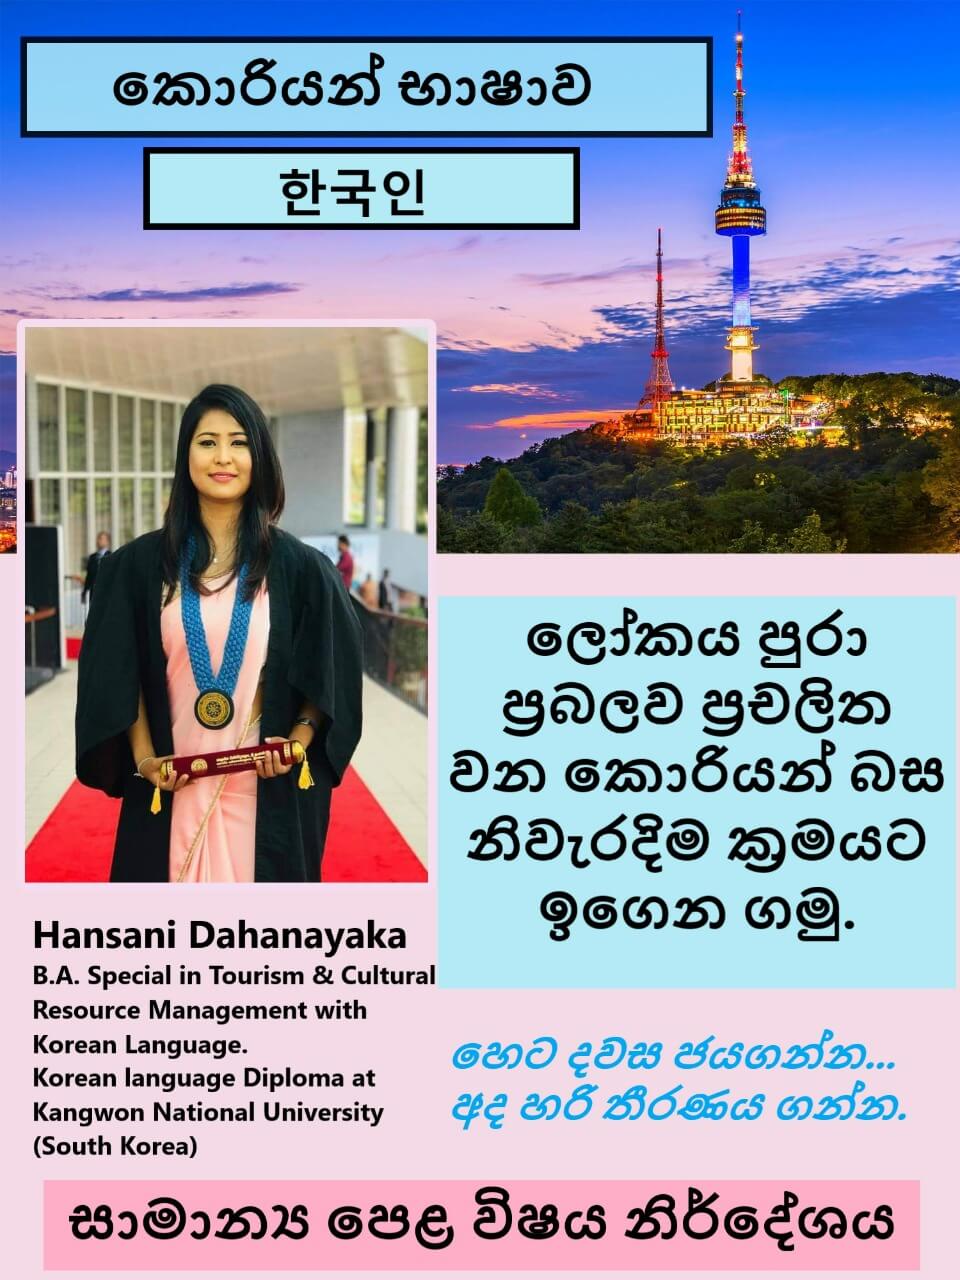 කොරියන් භාෂාව
한국인
ලෝකය පුරා
ප්‍රබලව ප්‍රචලිත
වන කොරියන් බස
නිවැරදිම ක්‍රමයට
ඉගෙන ගමු.
Hansani Dahanayaka
B.A. Special in Tourism & Cultural
Resource Management with
Korean Language.
Korean language Diploma at
Kangwon National University
(South Korea)
හෙට දවස ජයගන්න...
අද හරි තීරණය ගන්න.
සාමාන්‍ය පෙළ විෂය නිර්දේශය